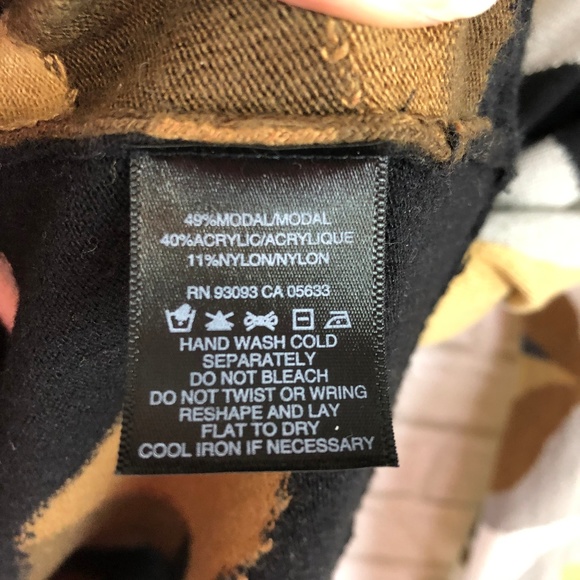 49%MODAL/MODAL
40%ACRYLIC/ACRYLIQUE
11%NYLON/NYLON
RN 93093 CA 05633
HAND WASH COLD
SEPARATELY
DO NOT BLEACH
DO NOT TWIST OR WRING
RESHAPE AND LAY
FLAT TO DRY
COOL IRON IF NECESSARY